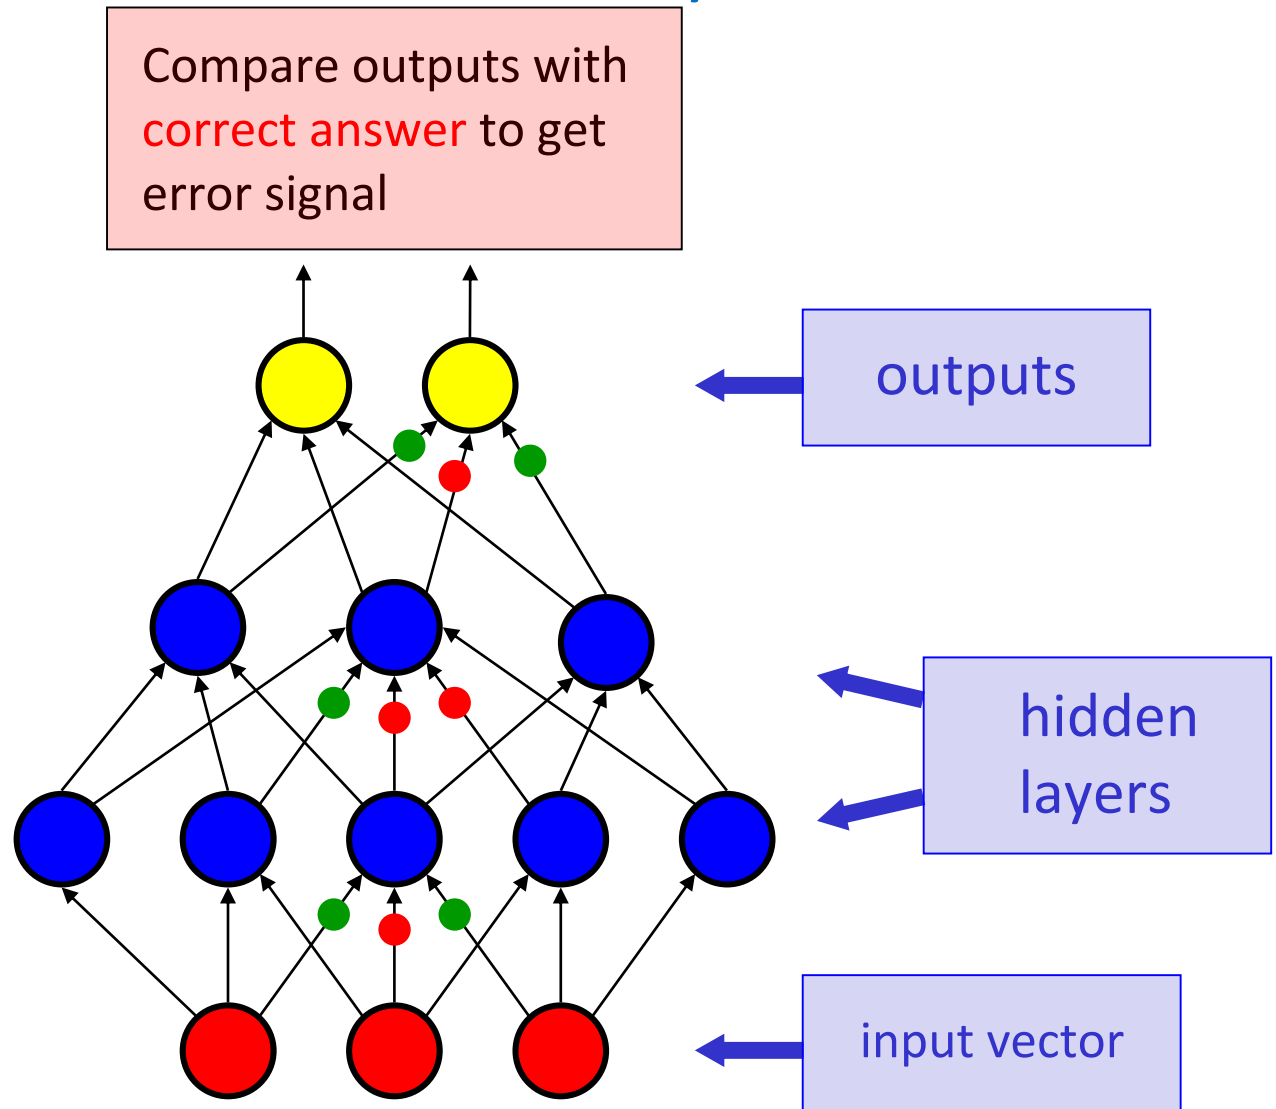 Compare outputs with
correct answer to get
error signal
outputs
hidden
layers
input vector